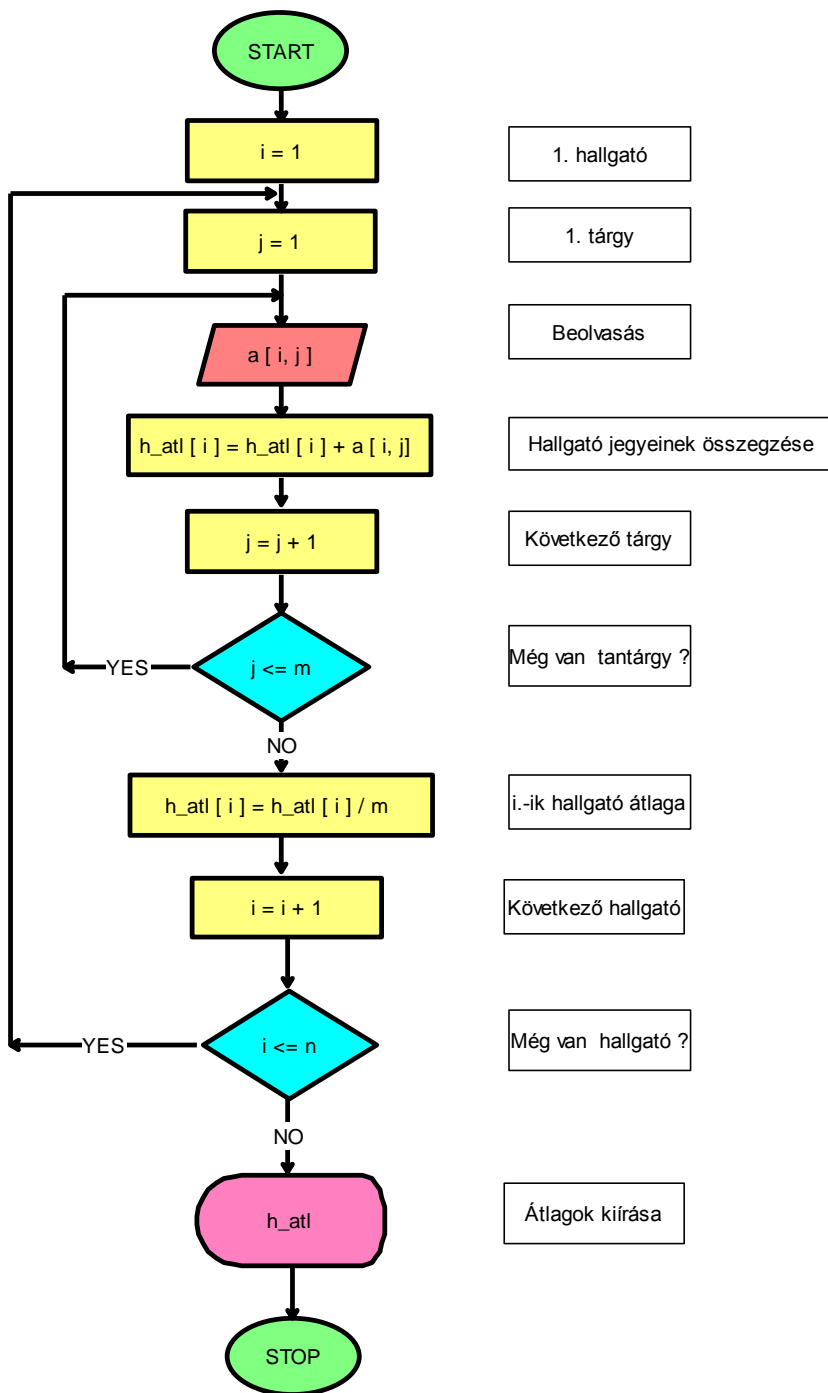 START
i = 1
1. hallgató
j = 1
1. tárgy
a [ i, j ]
Beolvasás
h_atl [ i ] = h_atl [ i ] + a [ i, j]
Hallgató jegyeinek összegzése
j = j + 1
Következő tárgy
j <= m
YES
Még van tantárgy ?
NO
h_atl [ i ] = h_atl [ i ] / m
i.-ik hallgató átlaga
i = i + 1
Következő hallgató
i <= n
YES
Még van hallgató ?
NO
h_atl
Átlagok kiírása
STOP